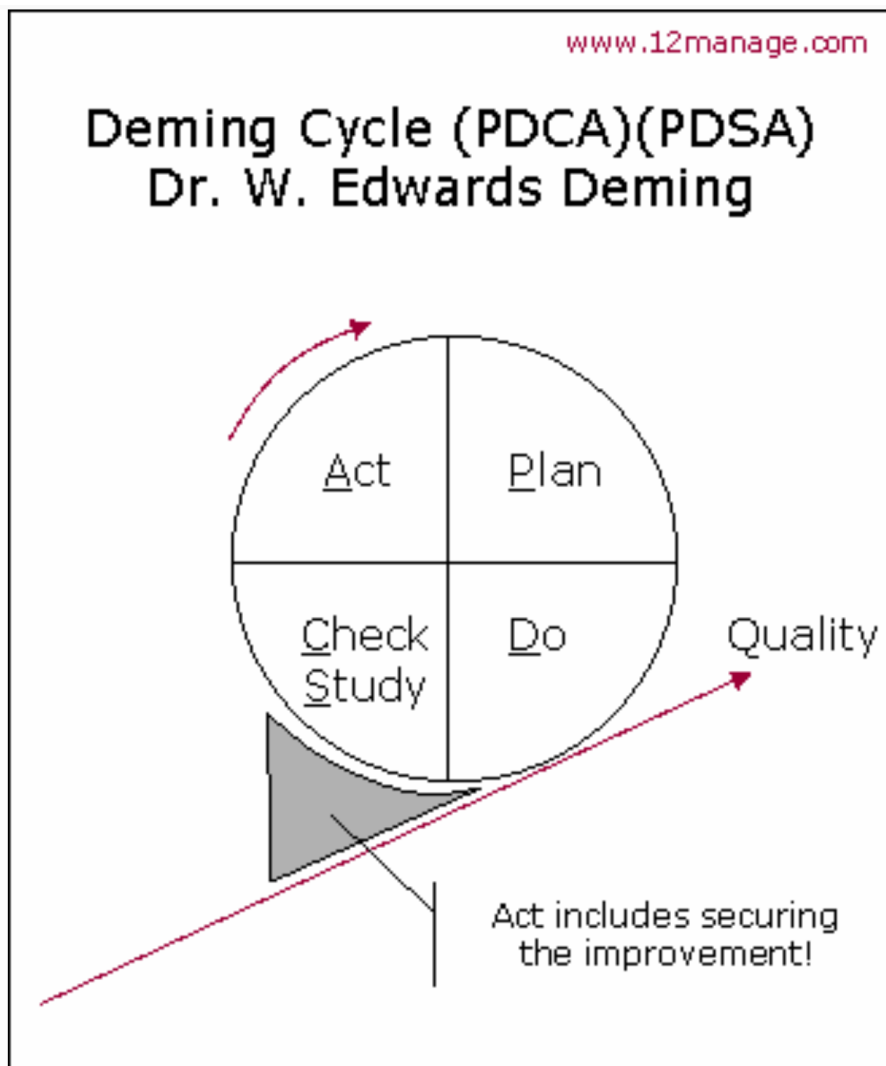 www.12manage.com
Deming Cycle (PDCA)(PDSA)
Dr. W. Edwards Deming
Act
Plan
Check
Study
Do
Quality
Act includes securing
the improvement!